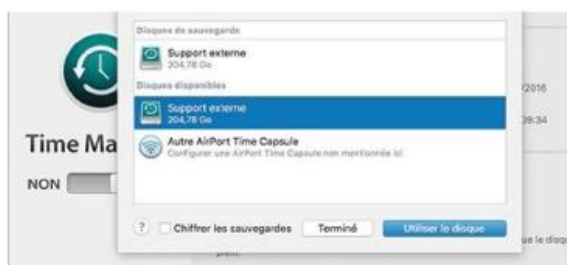 Disques de sauvegarde
Support externe
204,78 Go
Disques disponibles
Support externe
204,78 Go
Autre AirPort Time Capsule
Configurer une AirPort Time Capsule non mentionnée ici
/2016
09:34
Time Ma
NON
? Chiffrer les sauvegardes Terminé Utiliser le disque
ue le disq